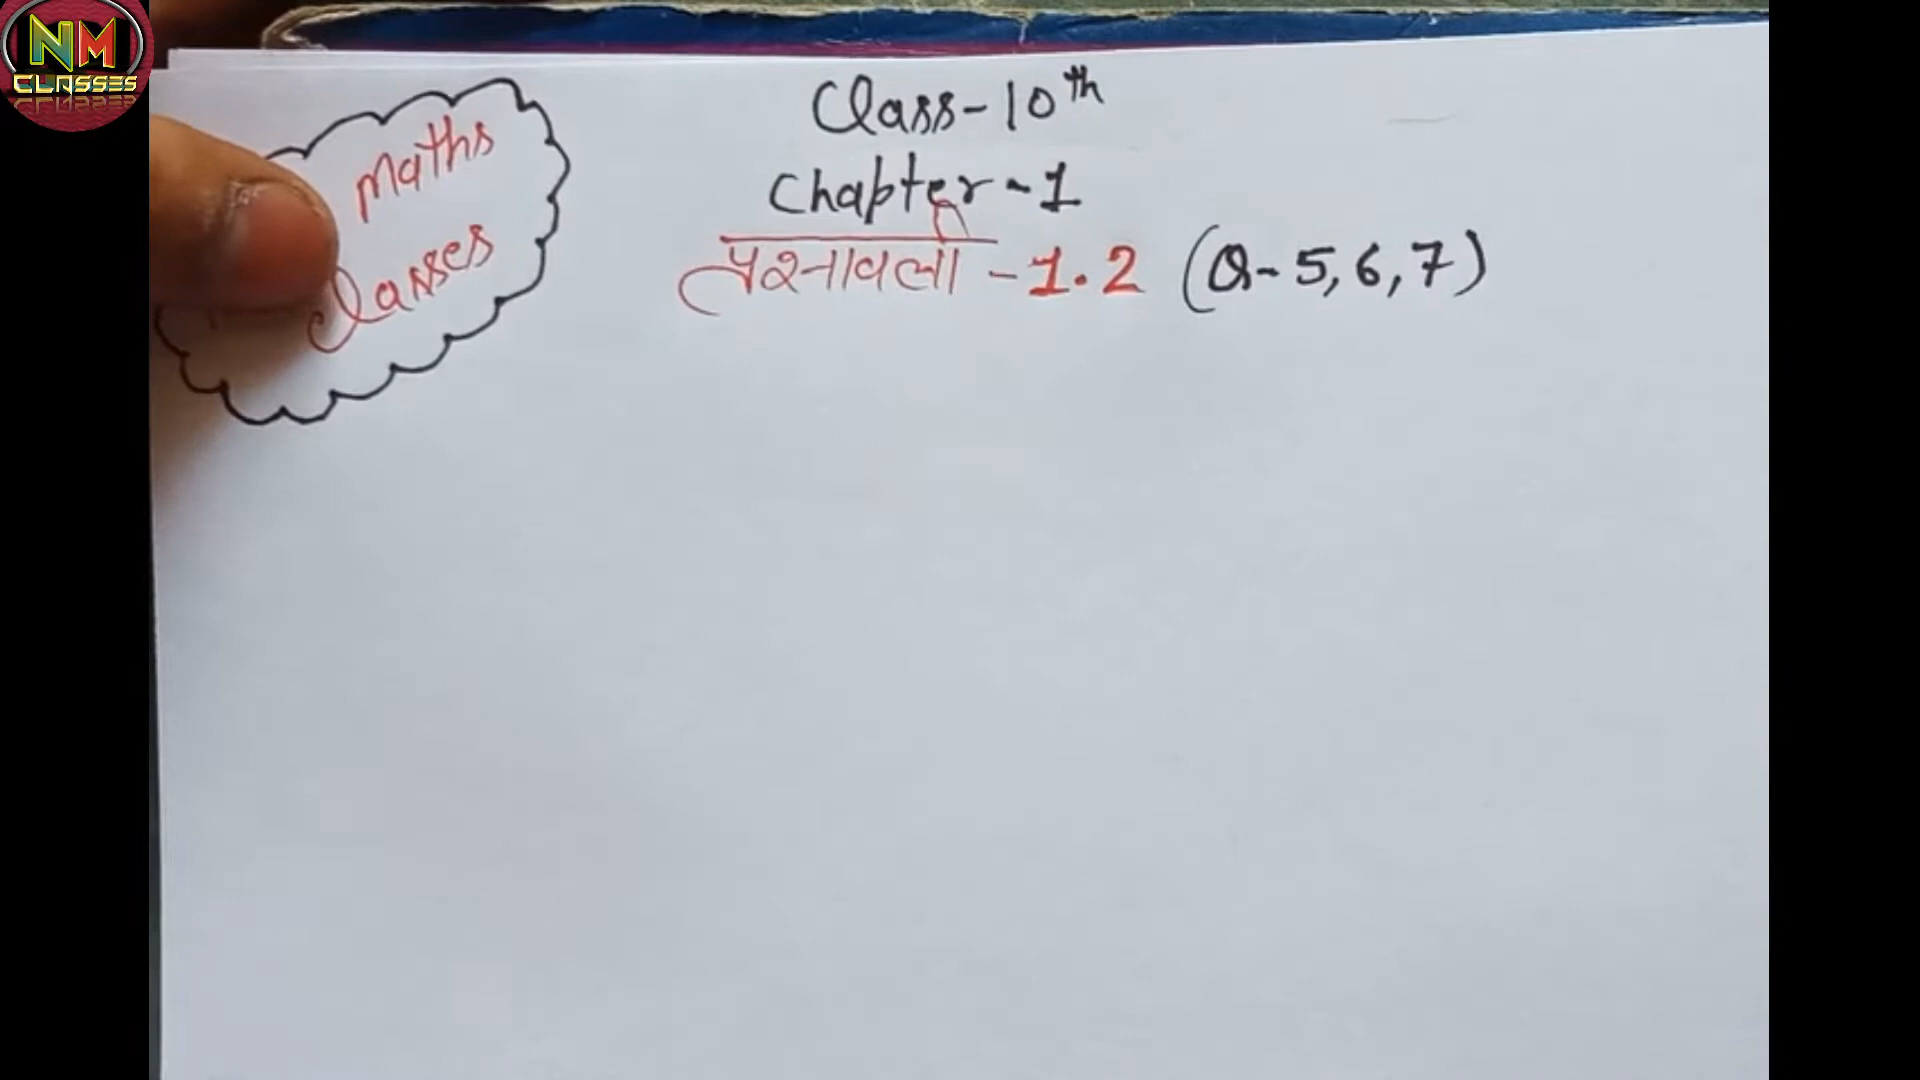 NM
CLASSES
maths
Classes
Class-10th
Chapter-1
प्रश्नावली-1.2 (Q-5,6,7)